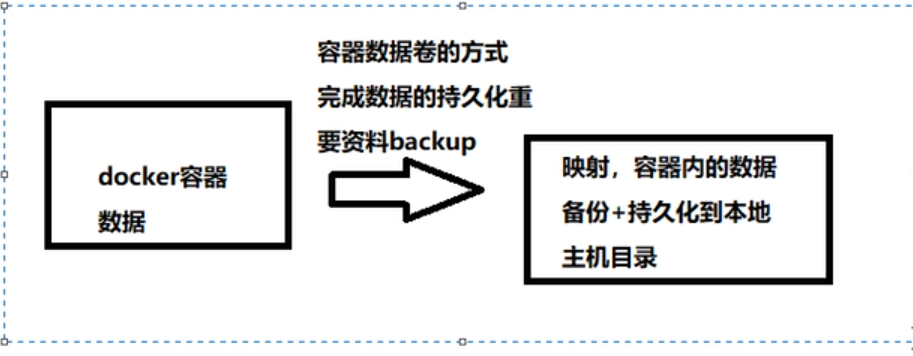 容器数据卷的方式
完成数据的持久化重
要资料backup
docker容器
数据
映射，容器内的数据
备份+持久化到本地
主机目录